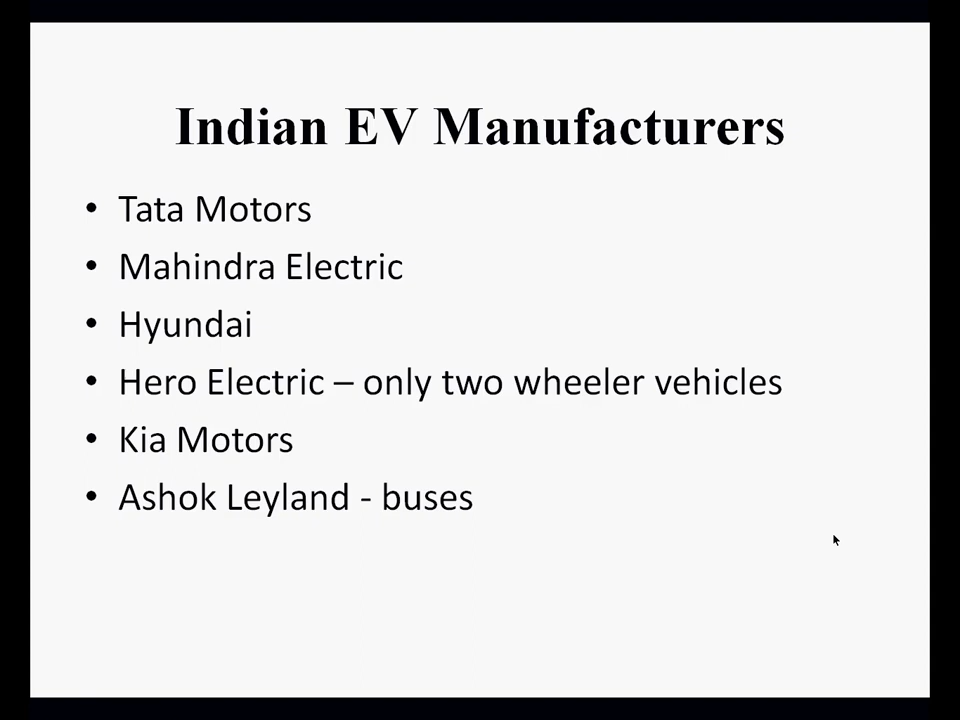 Indian EV Manufacturers
• Tata Motors
• Mahindra Electric
• Hyundai
• Hero Electric – only two wheeler vehicles
• Kia Motors
• Ashok Leyland - buses